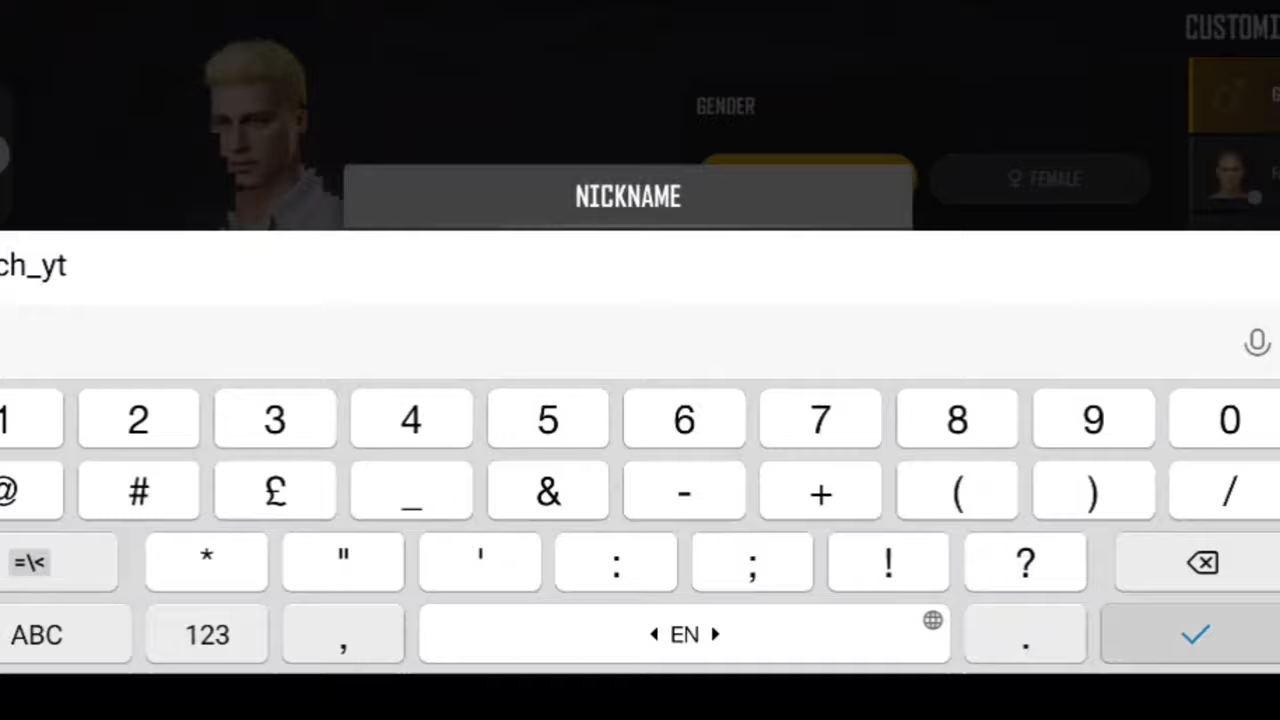 CUSTOMI
GENDER
NICKNAME
♀ FEMALE
ch_yt
1 2 3 4 5 6 7 8 9 0
@ # £ _ & - + ( ) /
=\< * " ' : ; ! ?
ABC 123 , EN .